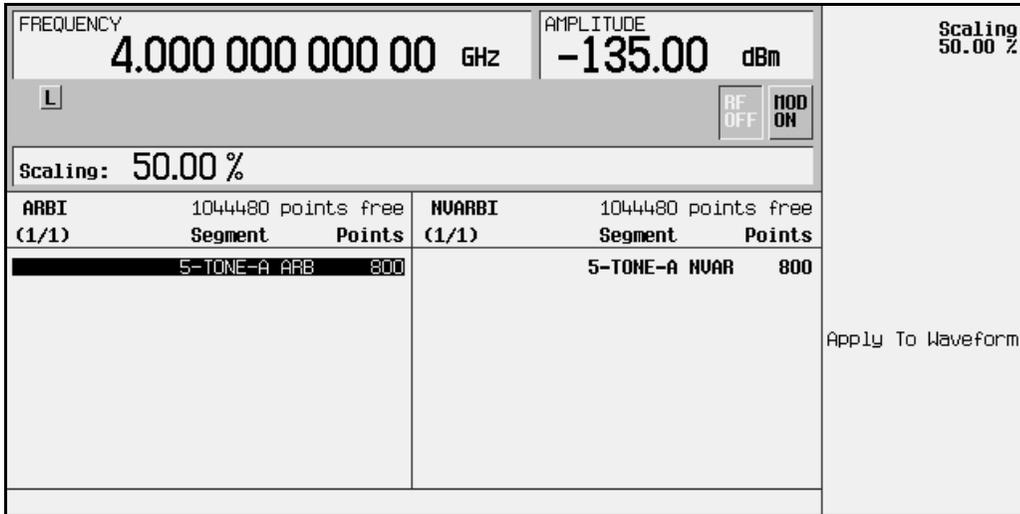 FREQUENCY
4.000 000 000 00 GHz
AMPLITUDE
-135.00 dBm
L
RF OFF
MOD ON
Scaling: 50.00 %
ARBI 1044480 points free
(1/1) Segment Points
5-TONE-A ARB 800
NVARBI 1044480 points free
(1/1) Segment Points
5-TONE-A NVAR 800
Scaling
50.00 %
Apply To Waveform